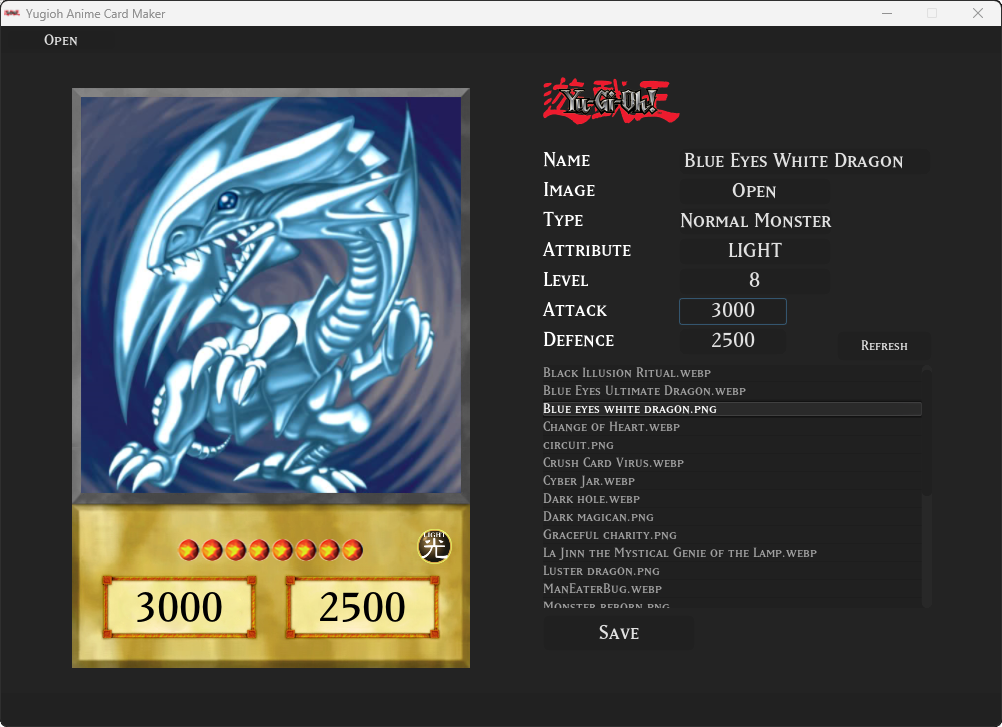 Yugioh Anime Card Maker
Open
遊戯王
Yu-Gi-Oh!
Name Blue Eyes White Dragon
Image Open
Type Normal Monster
Attribute LIGHT
Level 8
Attack 3000
Defence 2500
Refresh
Black Illusion Ritual.webp
Blue Eyes Ultimate Dragon.webp
Blue eyes white dragon.png
Change of Heart.webp
circuit.png
Crush Card Virus.webp
Cyber Jar.webp
Dark hole.webp
Dark magican.png
Graceful charity.png
La Jinn the Mystical Genie of the Lamp.webp
Luster dragon.png
ManEaterBug.webp
Monster reborn.png
Save
LIGHT
光
3000 2500